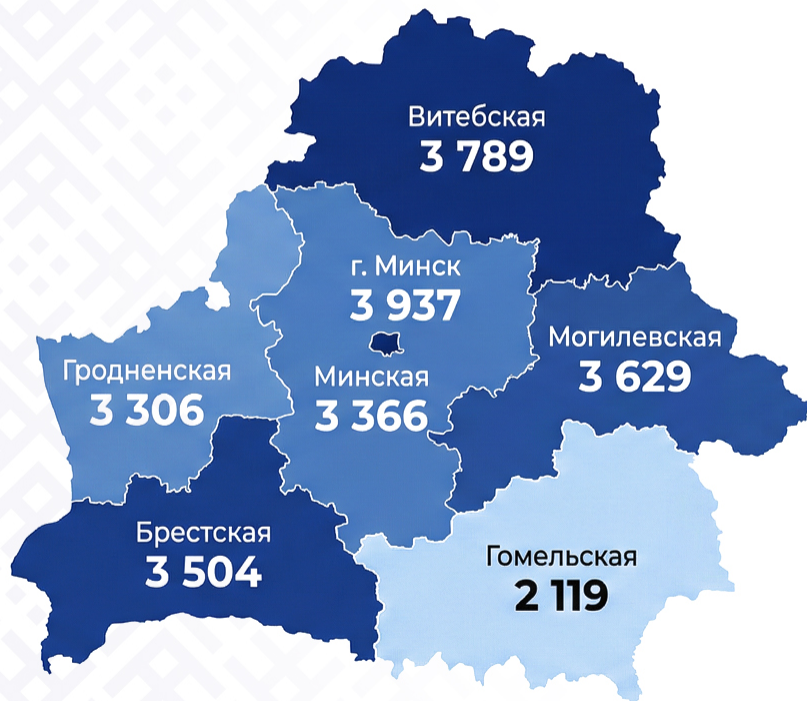 Витебская
3 789
г. Минск
3 937
Могилевская
3 629
Гродненская
3 306
Минская
3 366
Брестская
3 504
Гомельская
2 119